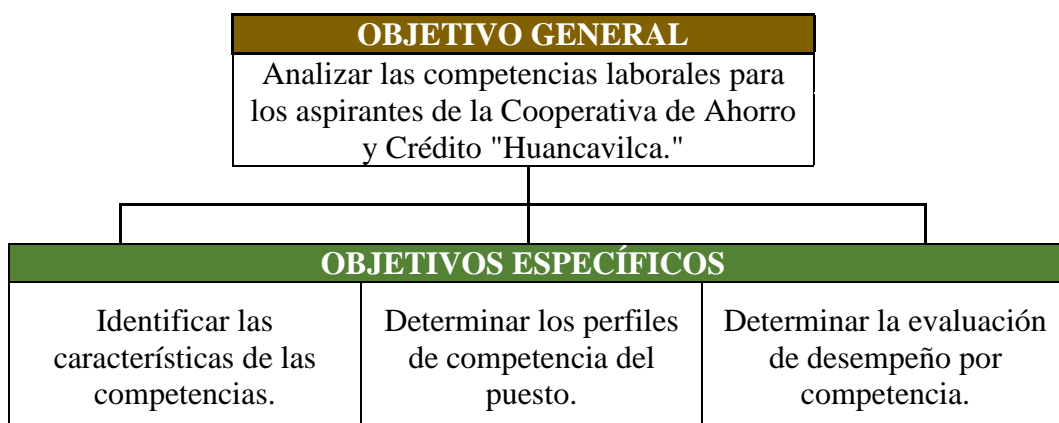 OBJETIVO GENERAL
Analizar las competencias laborales para
los aspirantes de la Cooperativa de Ahorro
y Crédito "Huancavilca."
OBJETIVOS ESPECÍFICOS
Identificar las
características de las
competencias.
Determinar los perfiles
de competencia del
puesto.
Determinar la evaluación
de desempeño por
competencia.